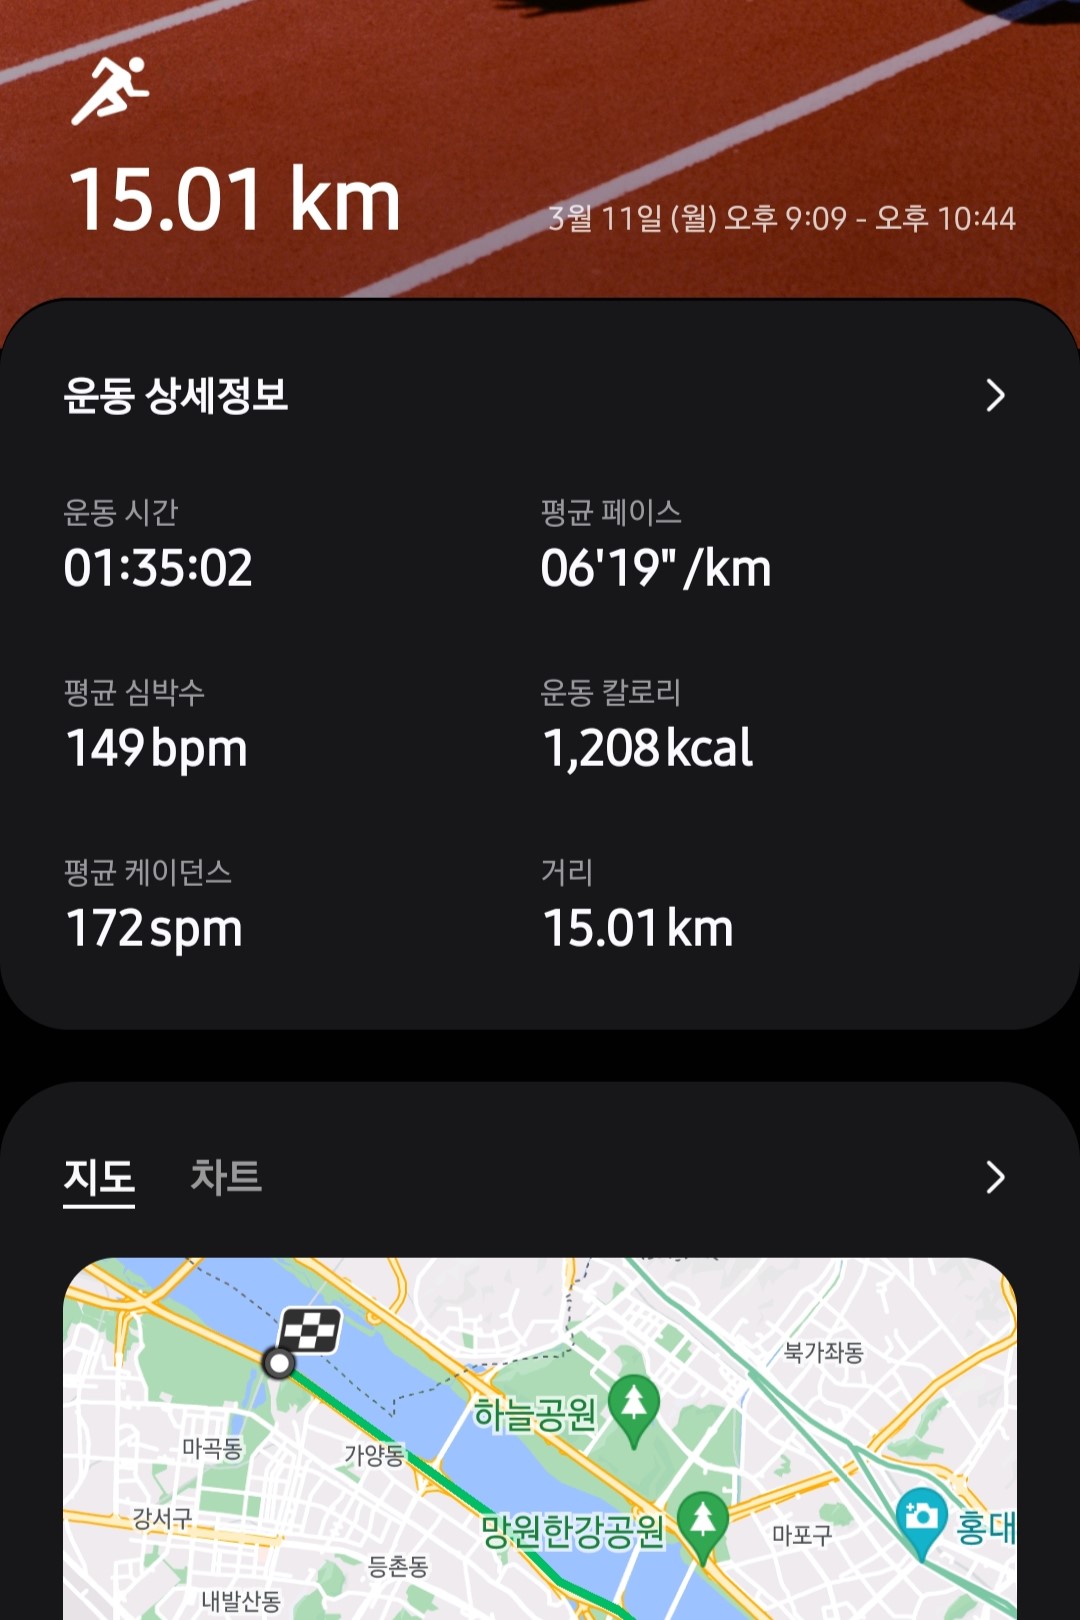 15.01 km
3월 11일 (월) 오후 9:09 - 오후 10:44
운동 상세정보
운동 시간
평균 페이스
01:35:02
06'19" /km
평균 심박수
운동 칼로리
149 bpm
1,208 kcal
평균 케이던스
거리
172 spm
15.01 km
지도 차트
북가좌동
하늘공원
마곡동
가양동
강서구
망원한강공원
마포구
홍대
등촌동
내발산동